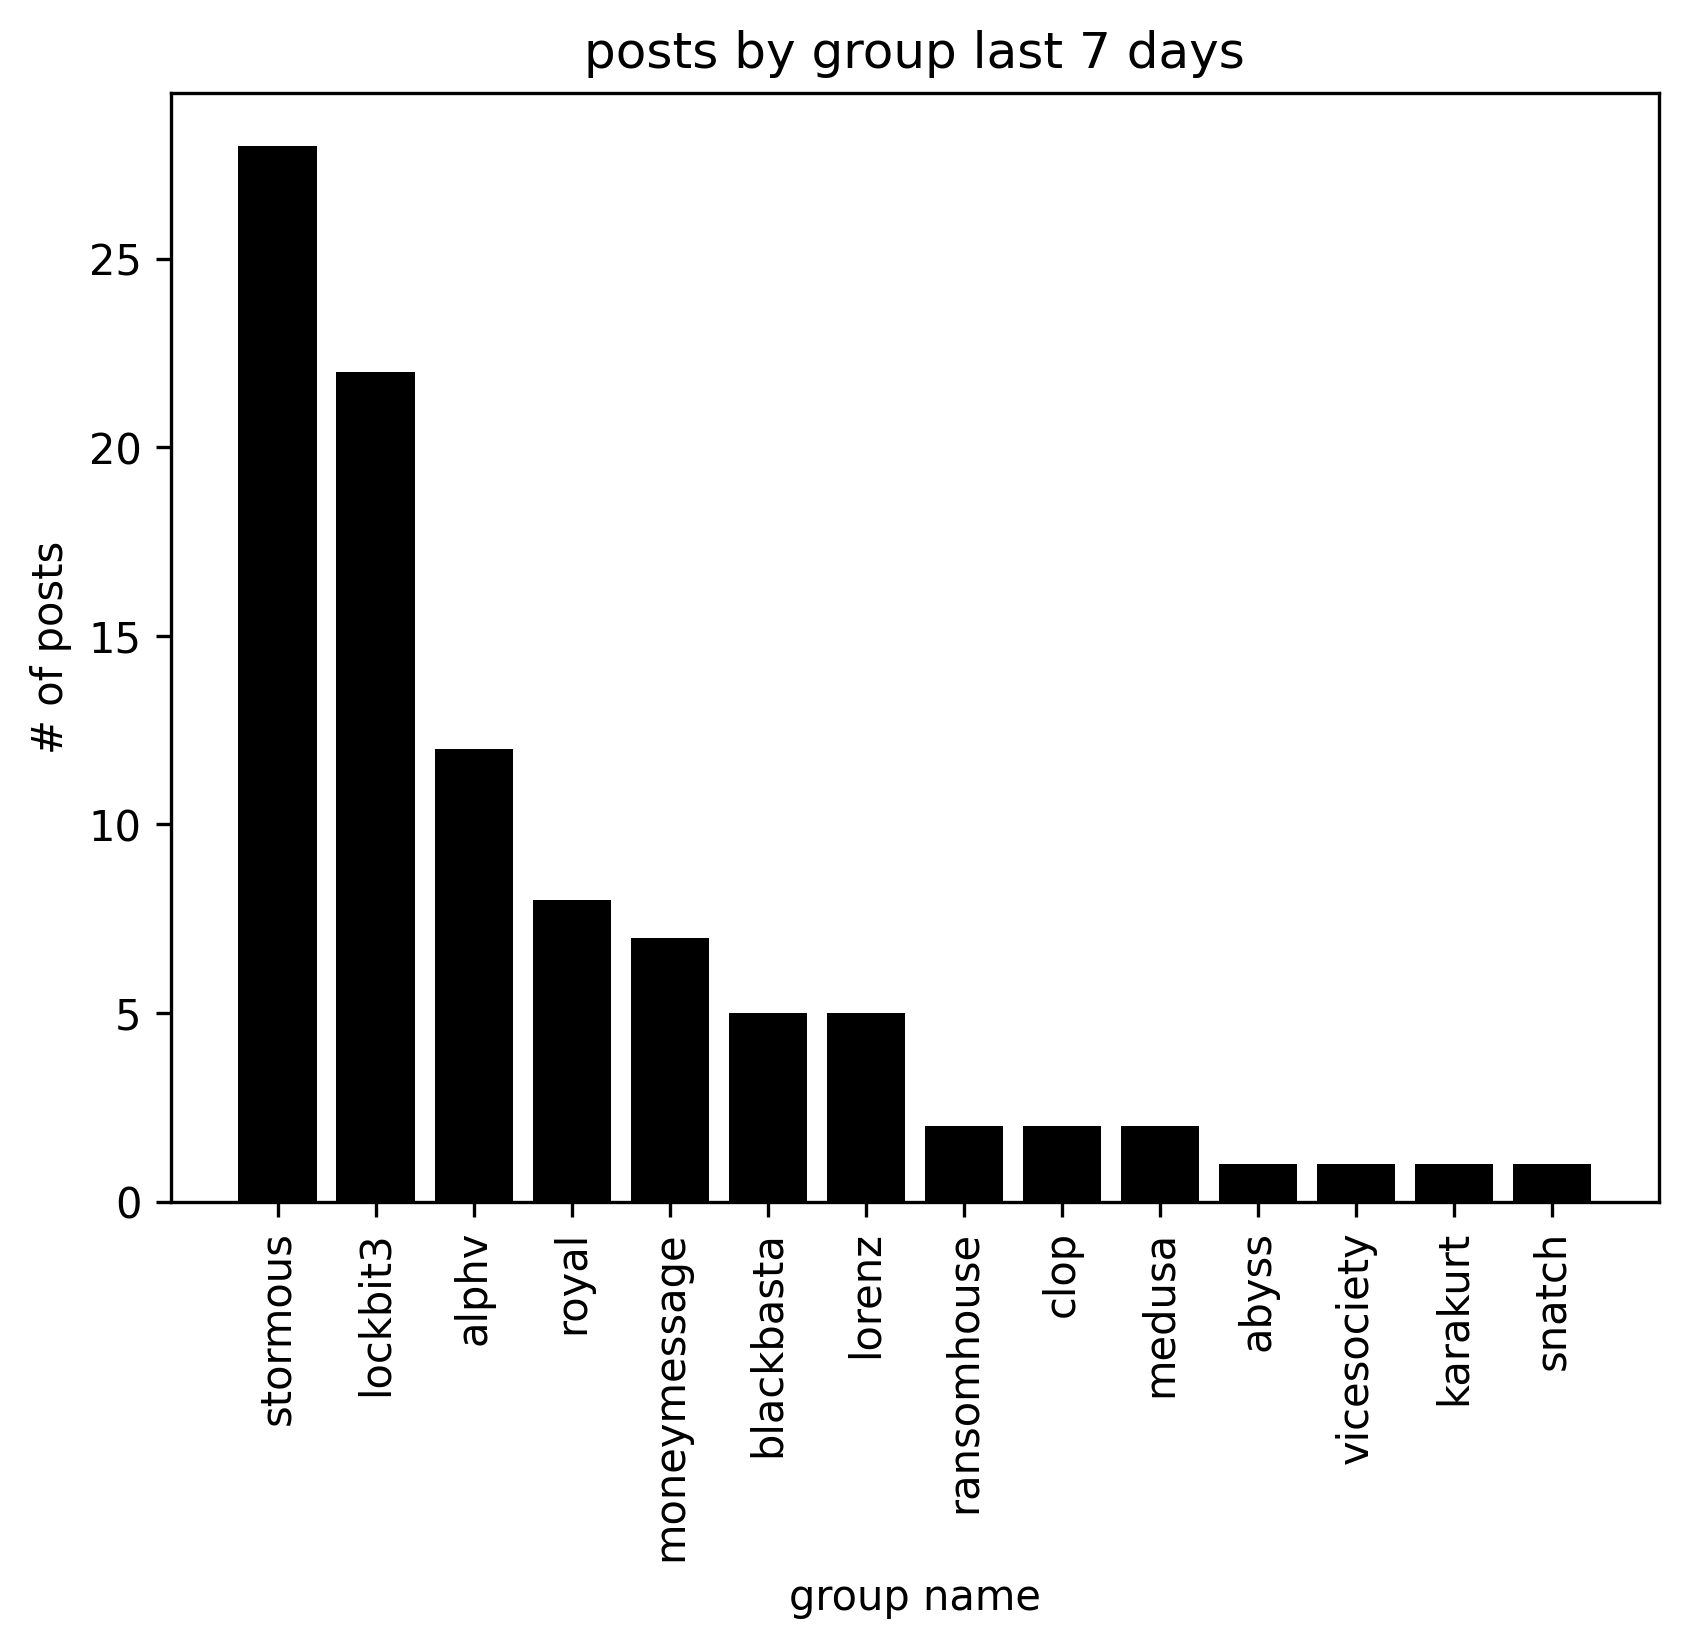 posts by group last 7 days
# of posts
25
20
15
10
5
0
stormous
lockbit3
alphv
royal
moneymessage
blackbasta
lorenz
ransomhouse
clop
medusa
abyss
vicesociety
karakurt
snatch
group name